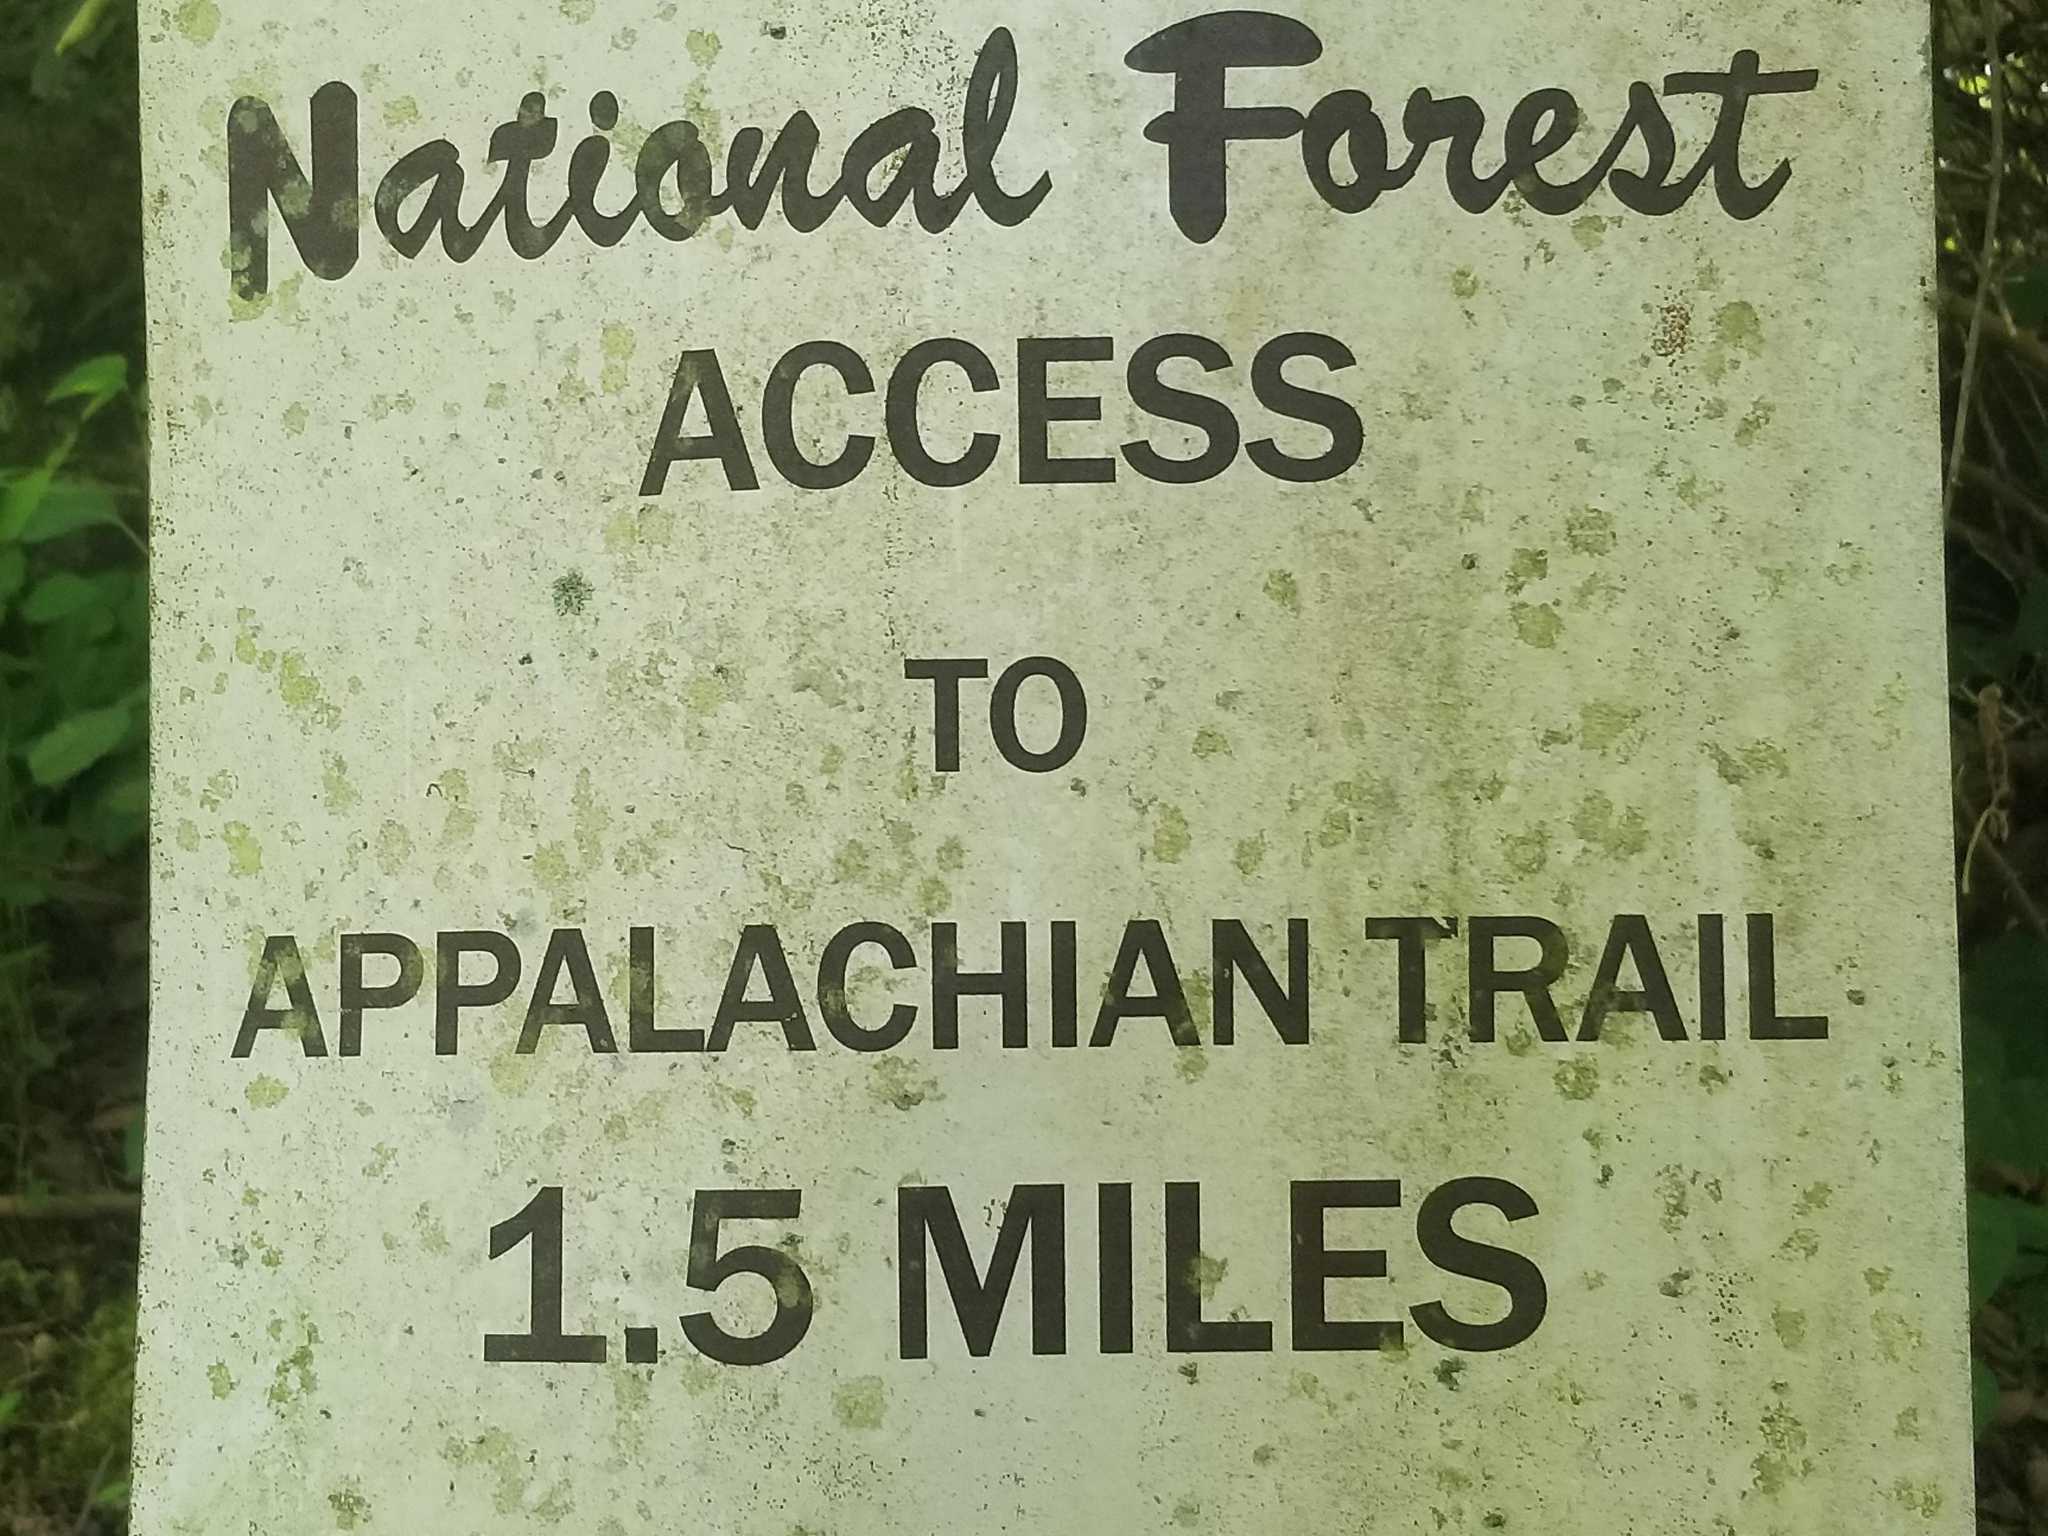 National Forest
ACCESS
TO
APPALACHIAN TRAIL
1.5 MILES